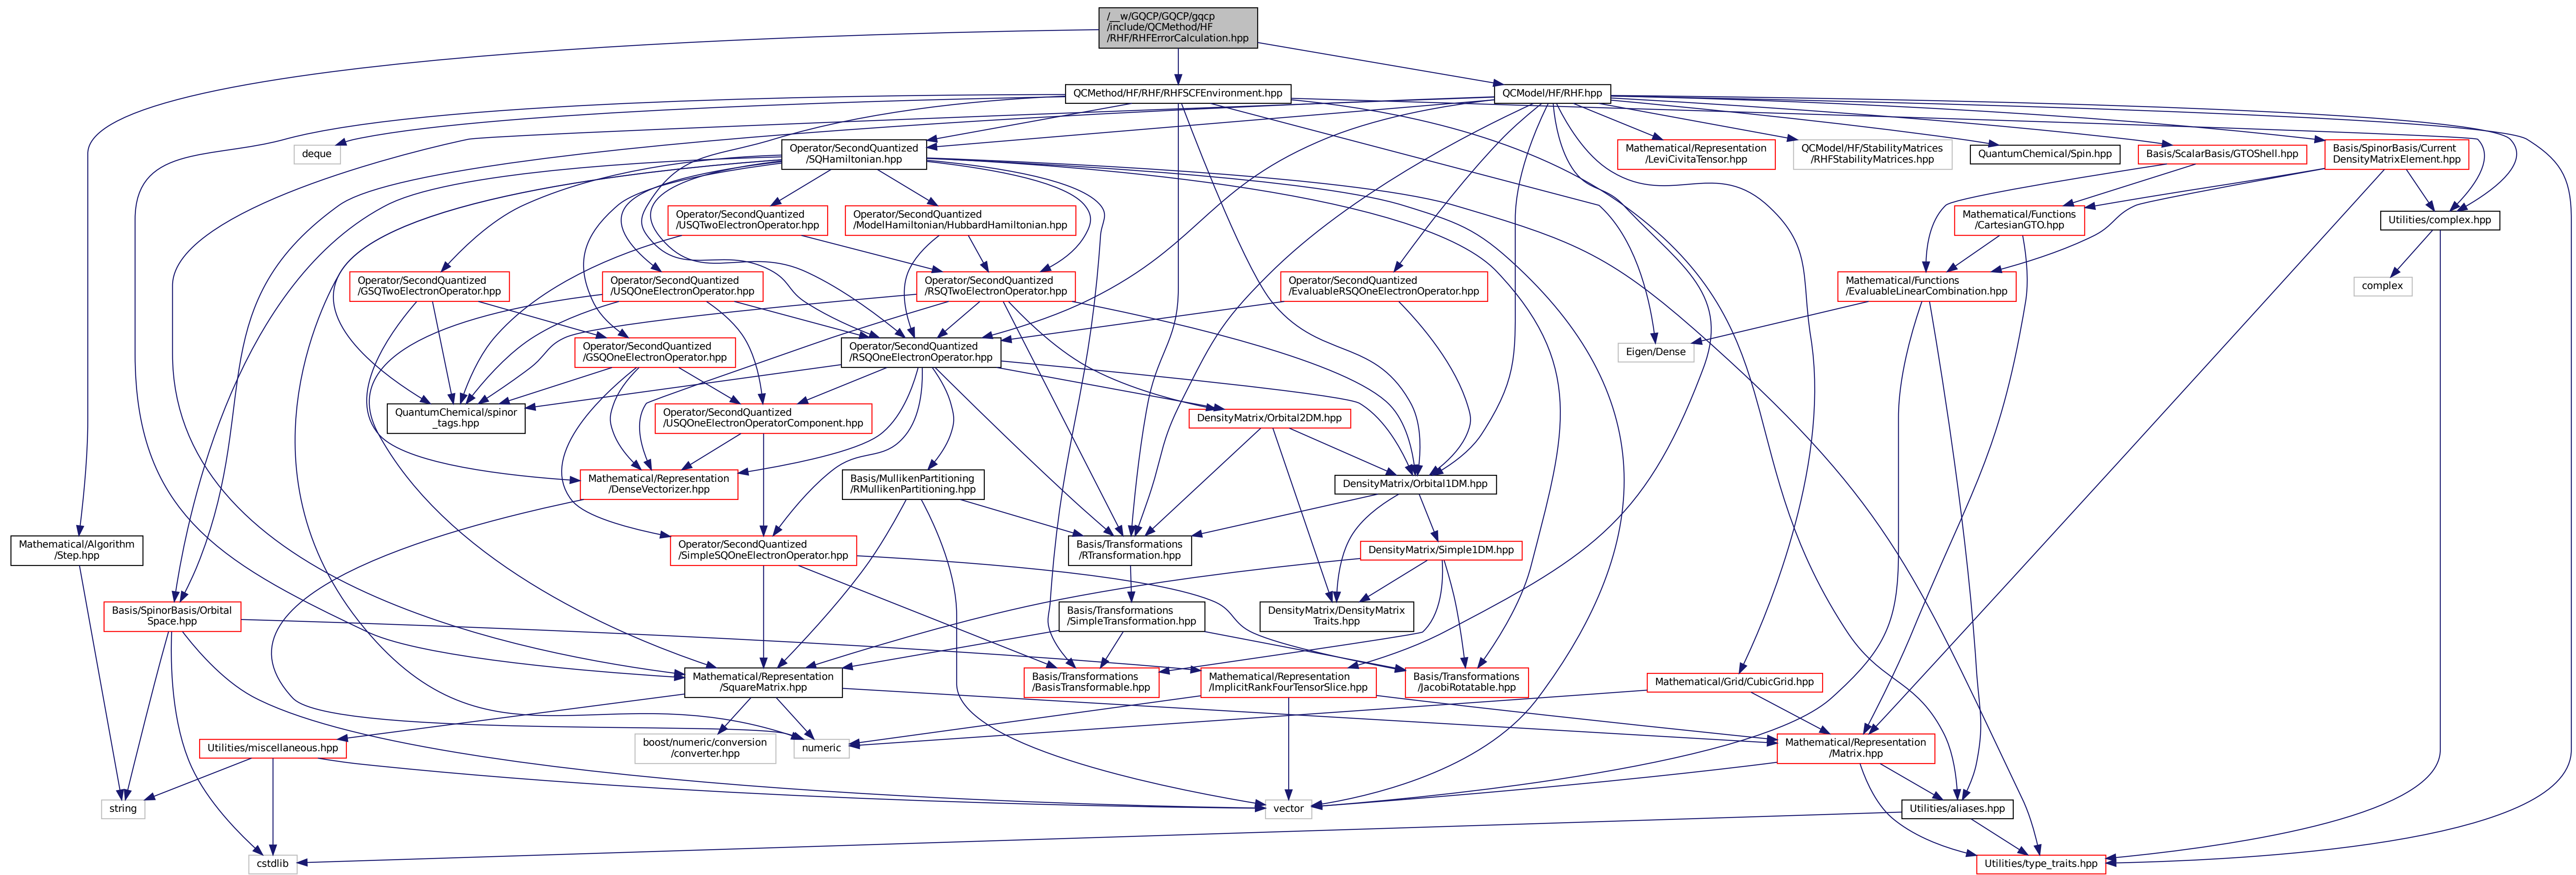 /__w/GQCP/GQCP/gqcp
/include/QCMethod/HF
/RHF/RHFErrorCalculation.hpp
QCMethod/HF/RHF/RHFSCFEnvironment.hpp
QCModel/HF/RHF.hpp
deque
Operator/SecondQuantized
/SQHamiltonian.hpp
Mathematical/Representation
/LeviCivitaTensor.hpp
QCModel/HF/StabilityMatrices
/RHFStabilityMatrices.hpp
QuantumChemical/Spin.hpp
Basis/ScalarBasis/GTOShell.hpp
Basis/SpinorBasis/Current
DensityMatrixElement.hpp
Operator/SecondQuantized
/USQTwoElectronOperator.hpp
Operator/SecondQuantized
/ModelHamiltonian/HubbardHamiltonian.hpp
Mathematical/Functions
/CartesianGTO.hpp
Utilities/complex.hpp
Operator/SecondQuantized
/GSQTwoElectronOperator.hpp
Operator/SecondQuantized
/USQOneElectronOperator.hpp
Operator/SecondQuantized
/RSQTwoElectronOperator.hpp
Operator/SecondQuantized
/EvaluableRSQOneElectronOperator.hpp
Mathematical/Functions
/EvaluableLinearCombination.hpp
complex
Operator/SecondQuantized
/GSQOneElectronOperator.hpp
Operator/SecondQuantized
/RSQOneElectronOperator.hpp
Eigen/Dense
QuantumChemical/spinor
_tags.hpp
Operator/SecondQuantized
/USQOneElectronOperatorComponent.hpp
DensityMatrix/Orbital2DM.hpp
Mathematical/Representation
/DenseVectorizer.hpp
Basis/MullikenPartitioning
/RMullikenPartitioning.hpp
DensityMatrix/Orbital1DM.hpp
Mathematical/Algorithm
/Step.hpp
Operator/SecondQuantized
/SimpleSQOneElectronOperator.hpp
Basis/Transformations
/RTransformation.hpp
DensityMatrix/Simple1DM.hpp
Basis/SpinorBasis/Orbital
Space.hpp
Basis/Transformations
/SimpleTransformation.hpp
DensityMatrix/DensityMatrix
Traits.hpp
Mathematical/Representation
/SquareMatrix.hpp
Basis/Transformations
/BasisTransformable.hpp
Mathematical/Representation
/ImplicitRankFourTensorSlice.hpp
Basis/Transformations
/JacobiRotatable.hpp
Mathematical/Grid/CubicGrid.hpp
Utilities/miscellaneous.hpp
boost/numeric/conversion
/converter.hpp
numeric
Mathematical/Representation
/Matrix.hpp
string
vector
Utilities/aliases.hpp
cstdlib
Utilities/type_traits.hpp